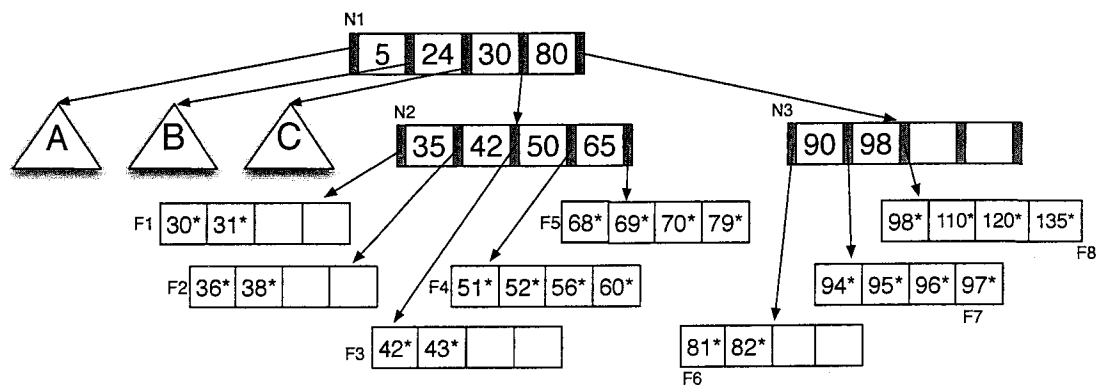 N1
5 24 30 80
A B C
N2
35 42 50 65
N3
90 98
F1 30* 31*
F5 68* 69* 70* 79*
98* 110* 120* 135*
F8
F2 36* 38*
F4 51* 52* 56* 60*
94* 95* 96* 97*
F7
F3 42* 43*
81* 82*
F6